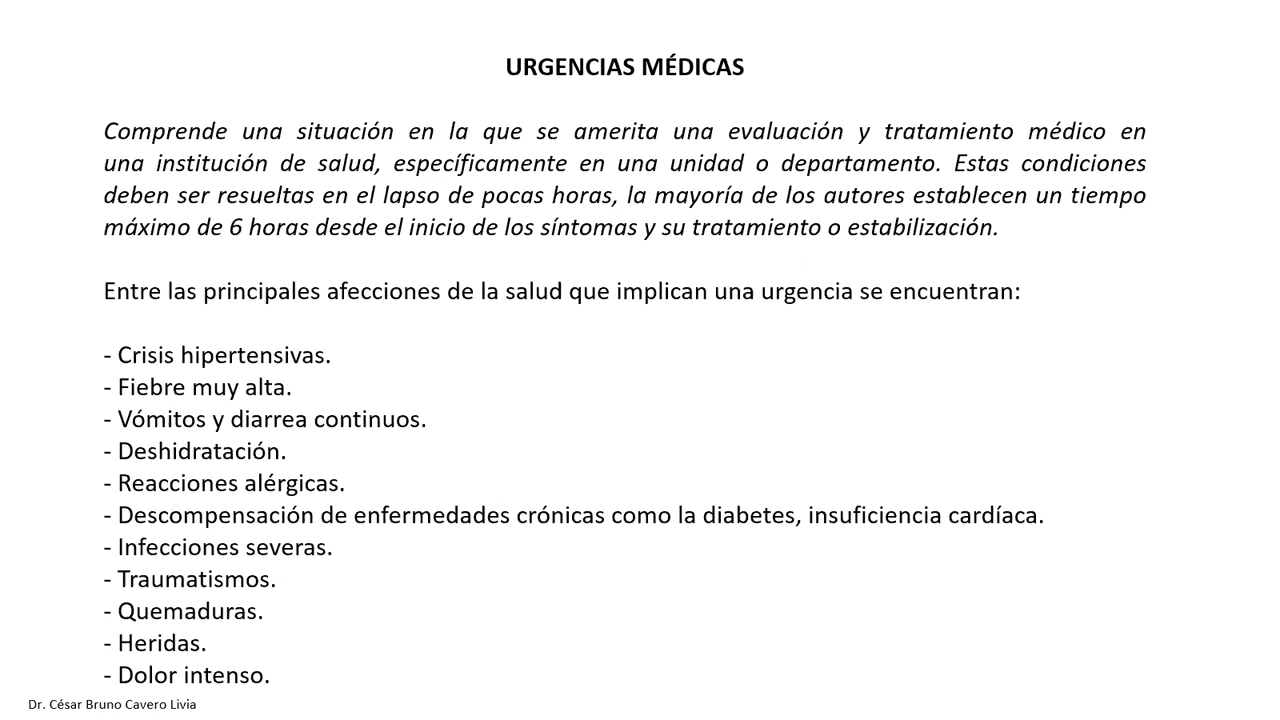 URGENCIAS MÉDICAS
Comprende una situación en la que se amerita una evaluación y tratamiento médico en
una institución de salud, específicamente en una unidad o departamento. Estas condiciones
deben ser resueltas en el lapso de pocas horas, la mayoría de los autores establecen un tiempo
máximo de 6 horas desde el inicio de los síntomas y su tratamiento o estabilización.
Entre las principales afecciones de la salud que implican una urgencia se encuentran:
- Crisis hipertensivas.
- Fiebre muy alta.
- Vómitos y diarrea continuos.
- Deshidratación.
- Reacciones alérgicas.
- Descompensación de enfermedades crónicas como la diabetes, insuficiencia cardíaca.
- Infecciones severas.
- Traumatismos.
- Quemaduras.
- Heridas.
- Dolor intenso.
Dr. César Bruno Cavero Livia